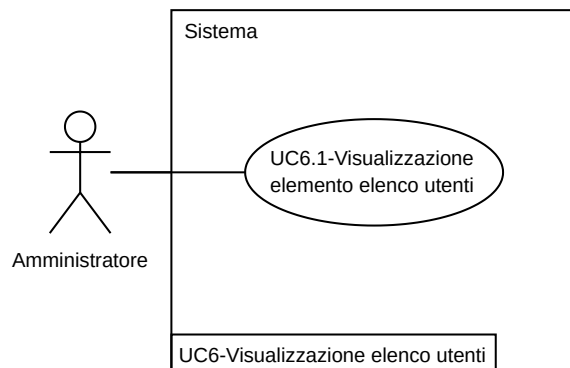 Sistema
UC6.1-Visualizzazione
elemento elenco utenti
Amministratore
UC6-Visualizzazione elenco utenti